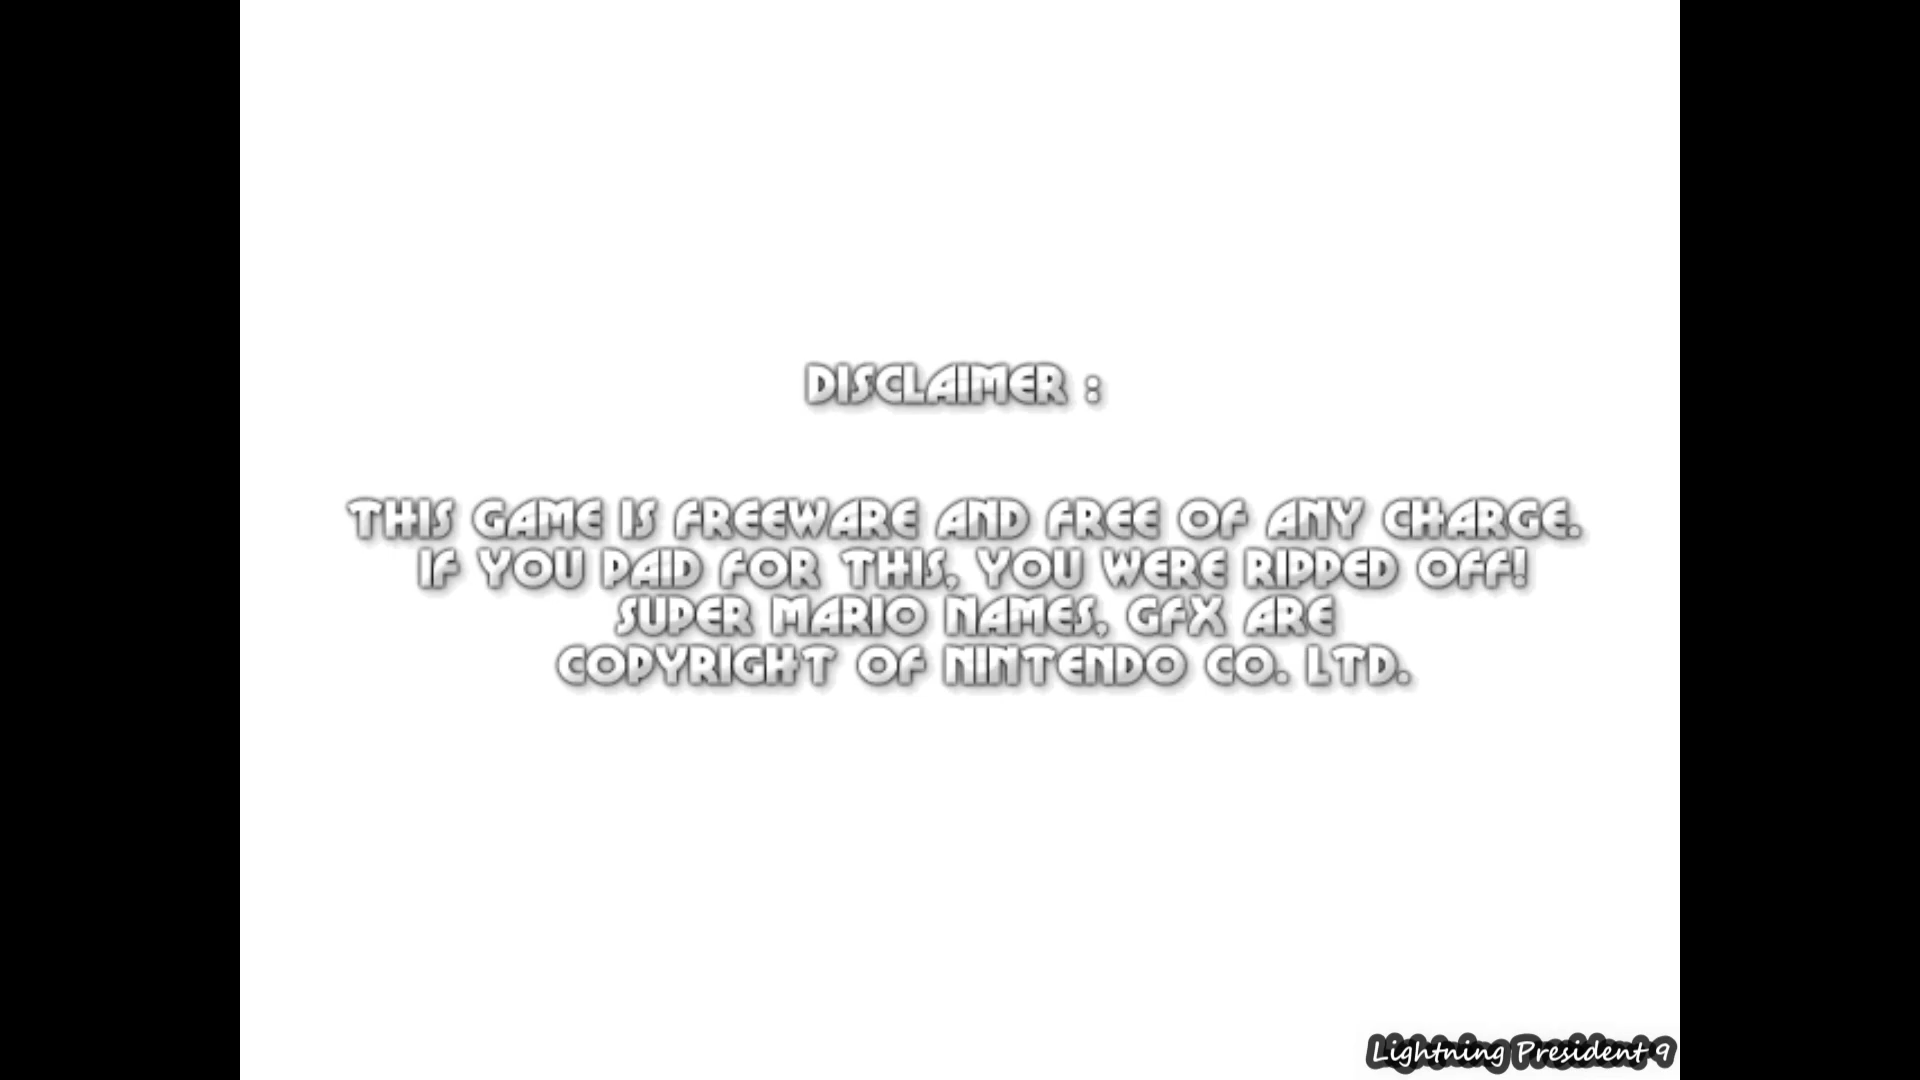 DISCLAIMER :
THIS GAME IS FREEWARE AND FREE OF ANY CHARGE.
IF YOU PAID FOR THIS, YOU WERE RIPPED OFF!
SUPER MARIO NAMES, GFX ARE
COPYRIGHT OF NINTENDO CO. LTD.
Lightning President 9